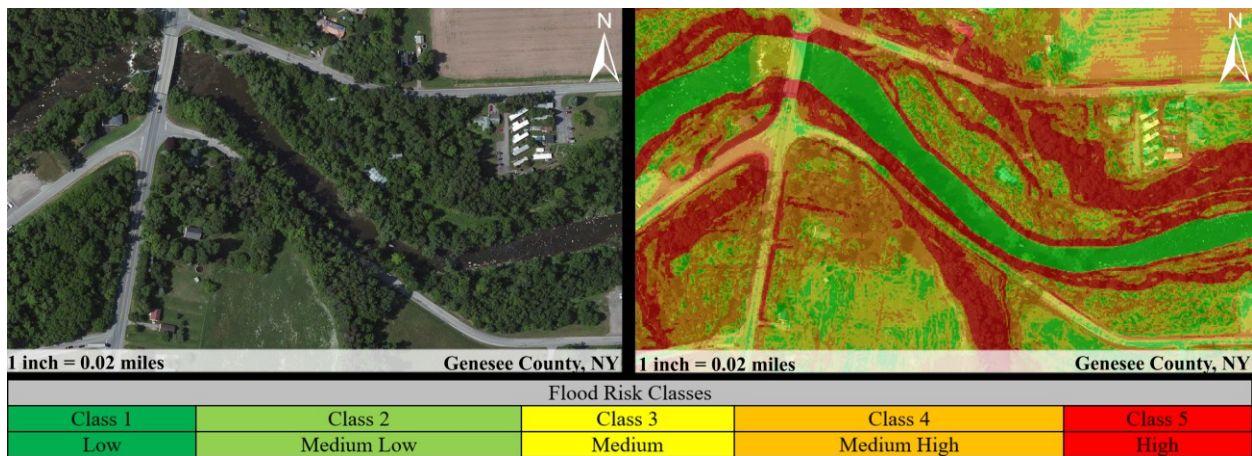 N
N
1 inch = 0.02 miles
Genesee County, NY
1 inch = 0.02 miles
Genesee County, NY
Flood Risk Classes
Class 1 Class 2 Class 3 Class 4 Class 5
Low Medium Low Medium Medium High High